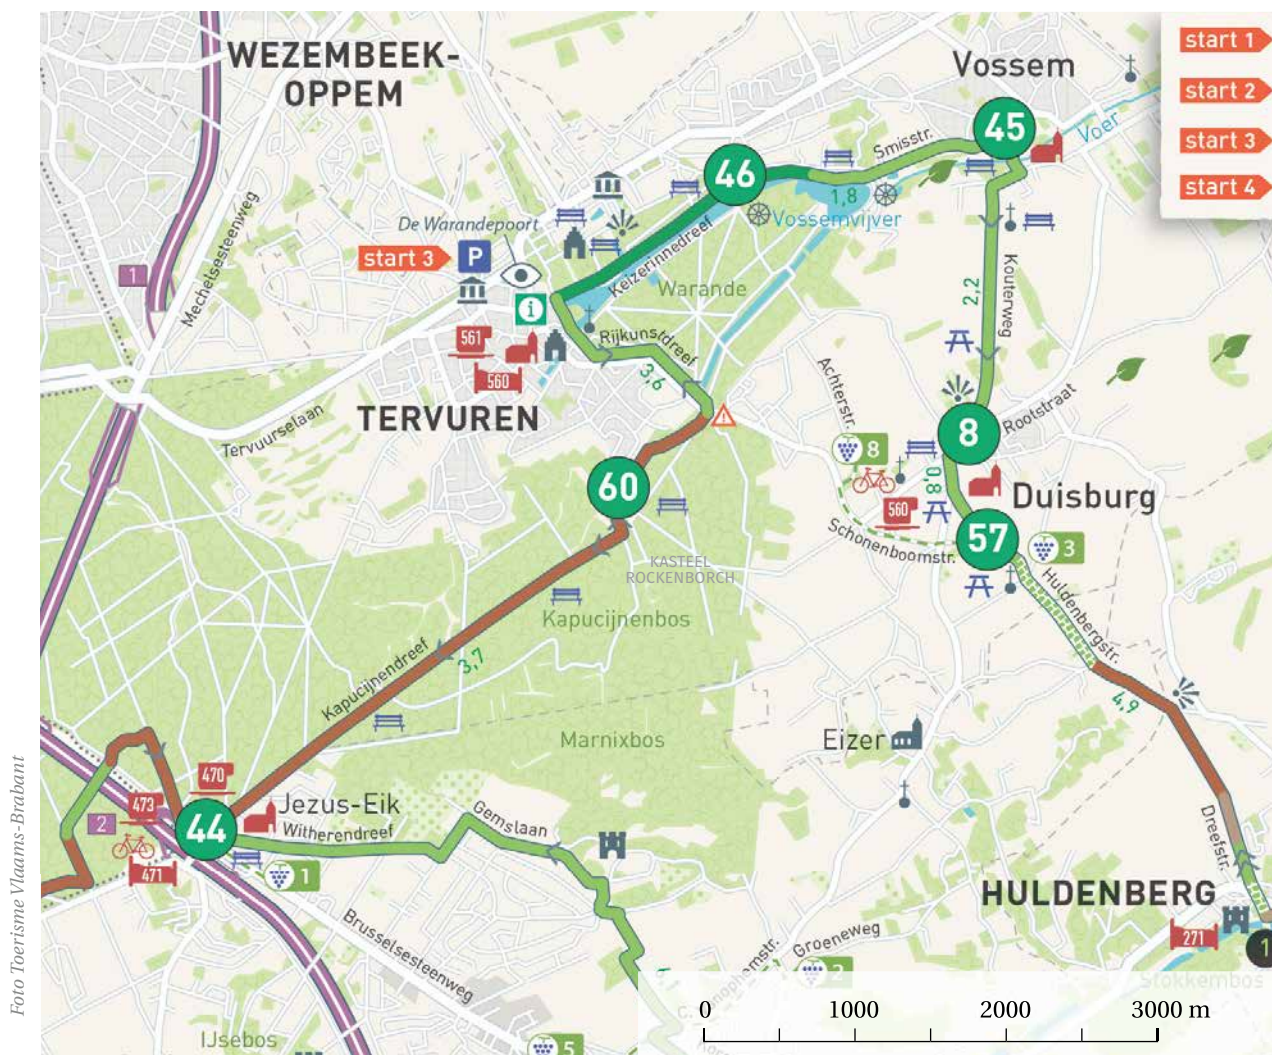 WEZEMBEEK-
OPPEM
Vossem
start 1
start 2
start 3
start 4
45
Voer
Smisstr.
46
1,8
Vossemvijver
De Warandepoort
start 3
P
Keizerinnedreef
Warande
Mechelsesteenweg
1
i
Rijkunstdreef
3,6
561
560
TERVUREN
Tervuurselaan
2,2
Kouterweg
Achterstr.
Rootstraat
8
8
0,8
60
560
Duisburg
57
3
Schonenboomstr.
KASTEEL
ROCKENBORCH
Huldenbergstr.
Kapucijnenbos
Kapucijnendreef
3,7
4,9
Marnixbos
Eizer
470
473
2
44
471
Jezus-Eik
Witherendreef
Gemslaan
1
Dreefstr.
HULDENBERG
271
1
Brusselsesteenweg
Groeneweg
Stokkembos
IJsebos
5
0 1000 2000 3000 m
Foto Toerisme Vlaams-Brabant